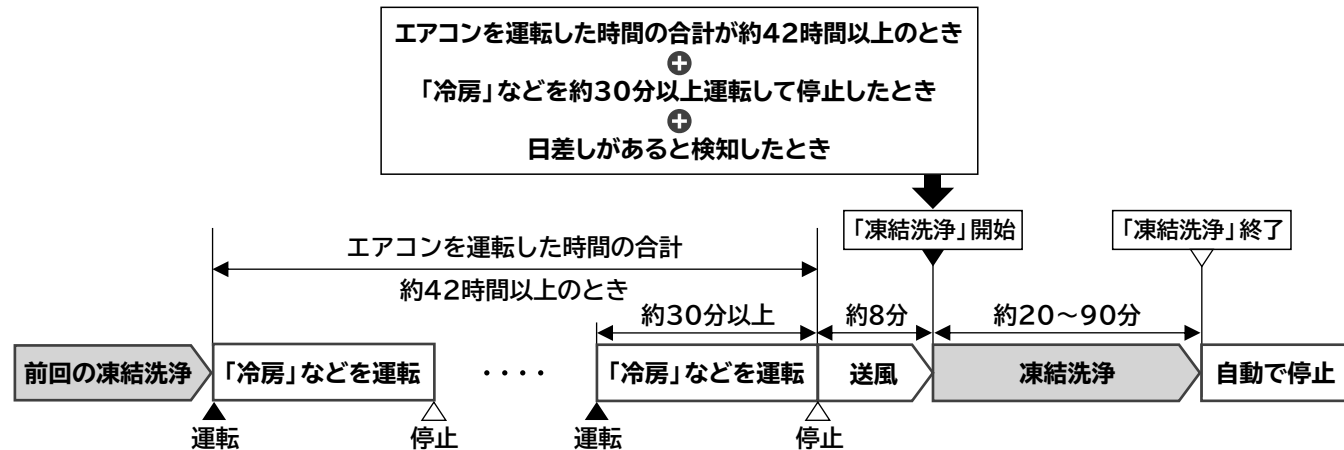 エアコンを運転した時間の合計が約42時間以上のとき
+
「冷房」などを約30分以上運転して停止したとき
+
日差しがあると検知したとき
「凍結洗浄」開始
「凍結洗浄」終了
エアコンを運転した時間の合計
約42時間以上のとき
約30分以上
約8分
約20～90分
前回の凍結洗浄
「冷房」などを運転
・・・・
「冷房」などを運転
送風
凍結洗浄
自動で停止
運転
停止
運転
停止